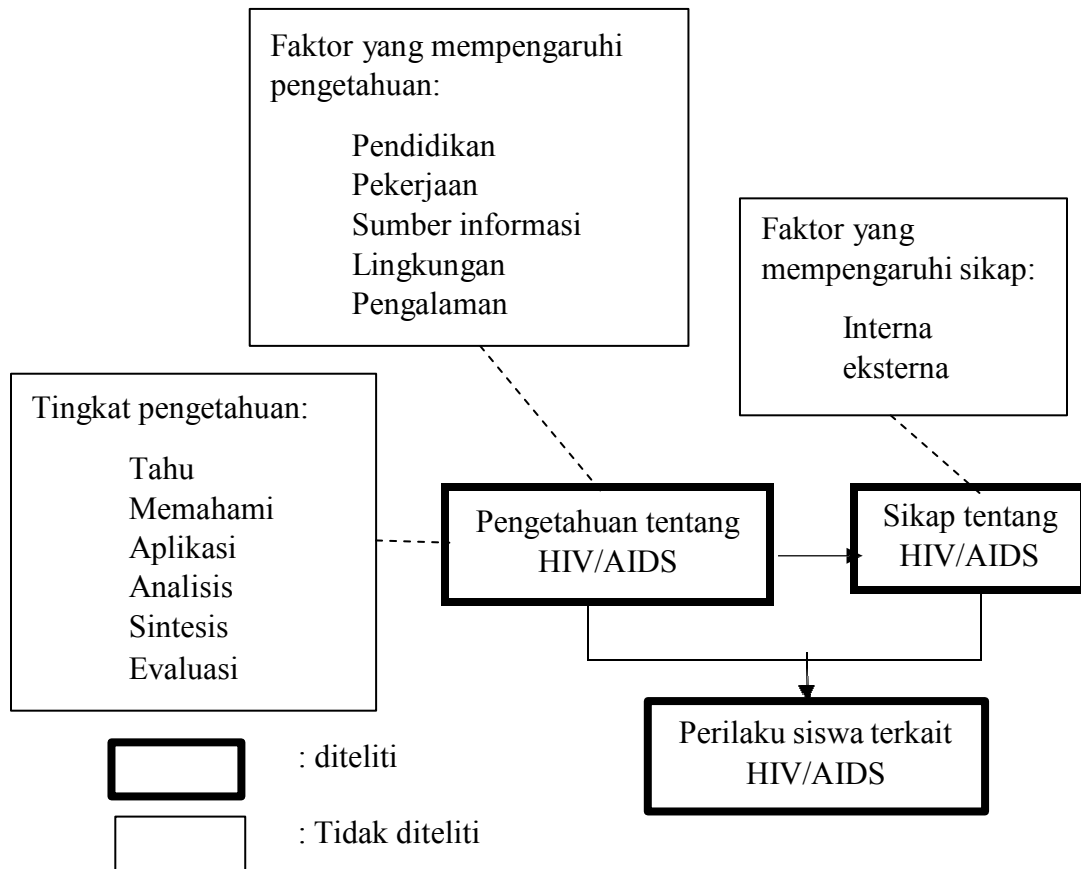 Faktor yang mempengaruhi
pengetahuan:
Pendidikan
Pekerjaan
Sumber informasi
Lingkungan
Pengalaman
Faktor yang
mempengaruhi sikap:
Interna
eksterna
Tingkat pengetahuan:
Tahu
Memahami
Aplikasi
Analisis
Sintesis
Evaluasi
Pengetahuan tentang
HIV/AIDS
Sikap tentang
HIV/AIDS
Perilaku siswa terkait
HIV/AIDS
: diteliti
: Tidak diteliti